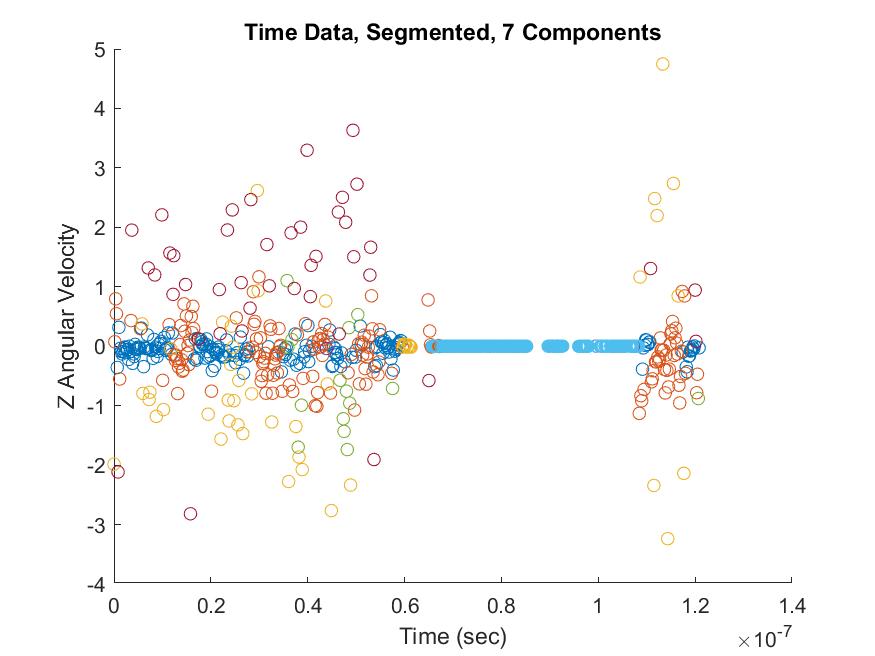 Time Data, Segmented, 7 Components
5
4
3
2
1
0
-1
-2
-3
-4
Z Angular Velocity
0 0.2 0.4 0.6 0.8 1 1.2 1.4
Time (sec)
×10-7